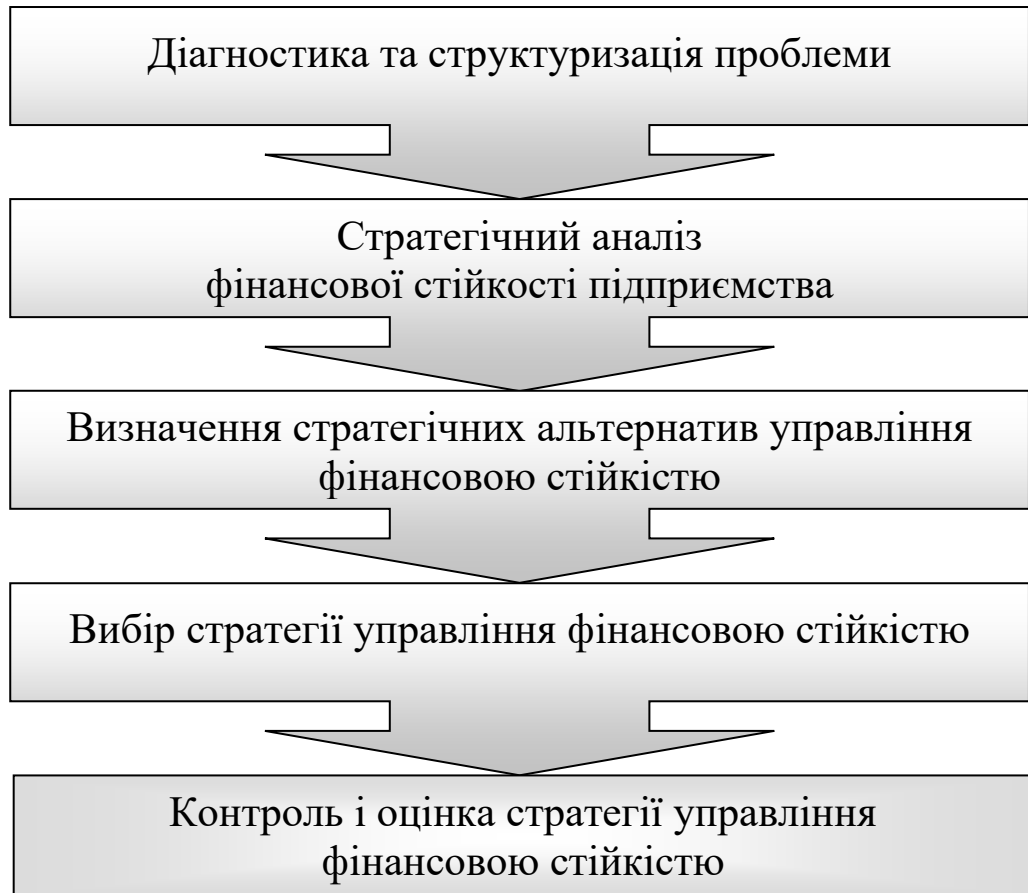 Діагностика та структуризація проблеми
Стратегічний аналіз
фінансової стійкості підприємства
Визначення стратегічних альтернатив управління
фінансовою стійкістю
Вибір стратегії управління фінансовою стійкістю
Контроль і оцінка стратегії управління
фінансовою стійкістю